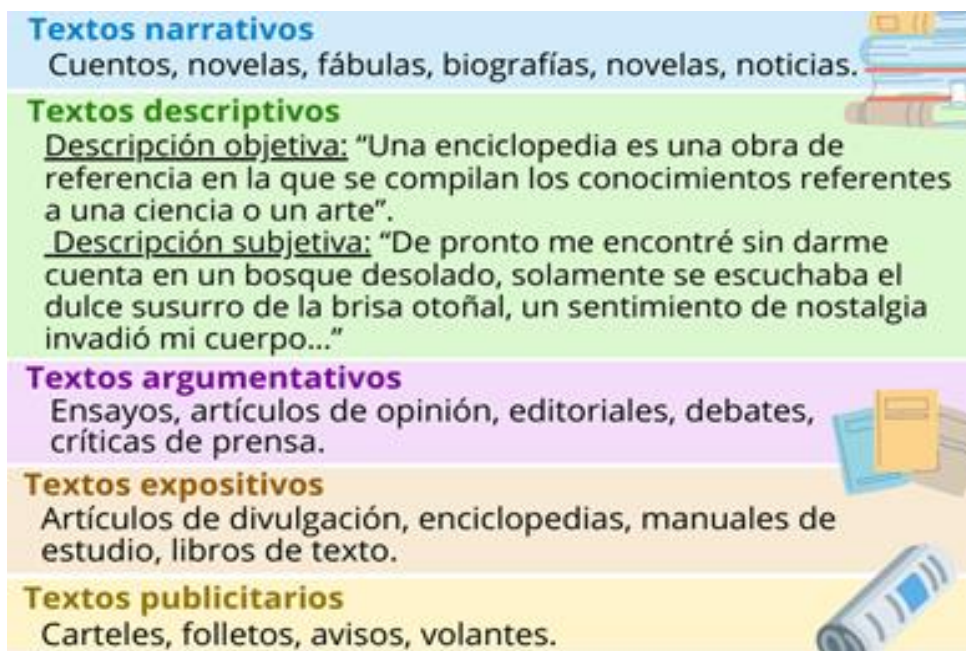 Textos narrativos
Cuentos, novelas, fábulas, biografías, novelas, noticias.
Textos descriptivos
Descripción objetiva: “Una enciclopedia es una obra de
referencia en la que se compilan los conocimientos referentes
a una ciencia o un arte”.
Descripción subjetiva: “De pronto me encontré sin darme
cuenta en un bosque desolado, solamente se escuchaba el
dulce susurro de la brisa otoñal, un sentimiento de nostalgia
invadió mi cuerpo...”
Textos argumentativos
Ensayos, artículos de opinión, editoriales, debates,
críticas de prensa.
Textos expositivos
Artículos de divulgación, enciclopedias, manuales de
estudio, libros de texto.
Textos publicitarios
Carteles, folletos, avisos, volantes.